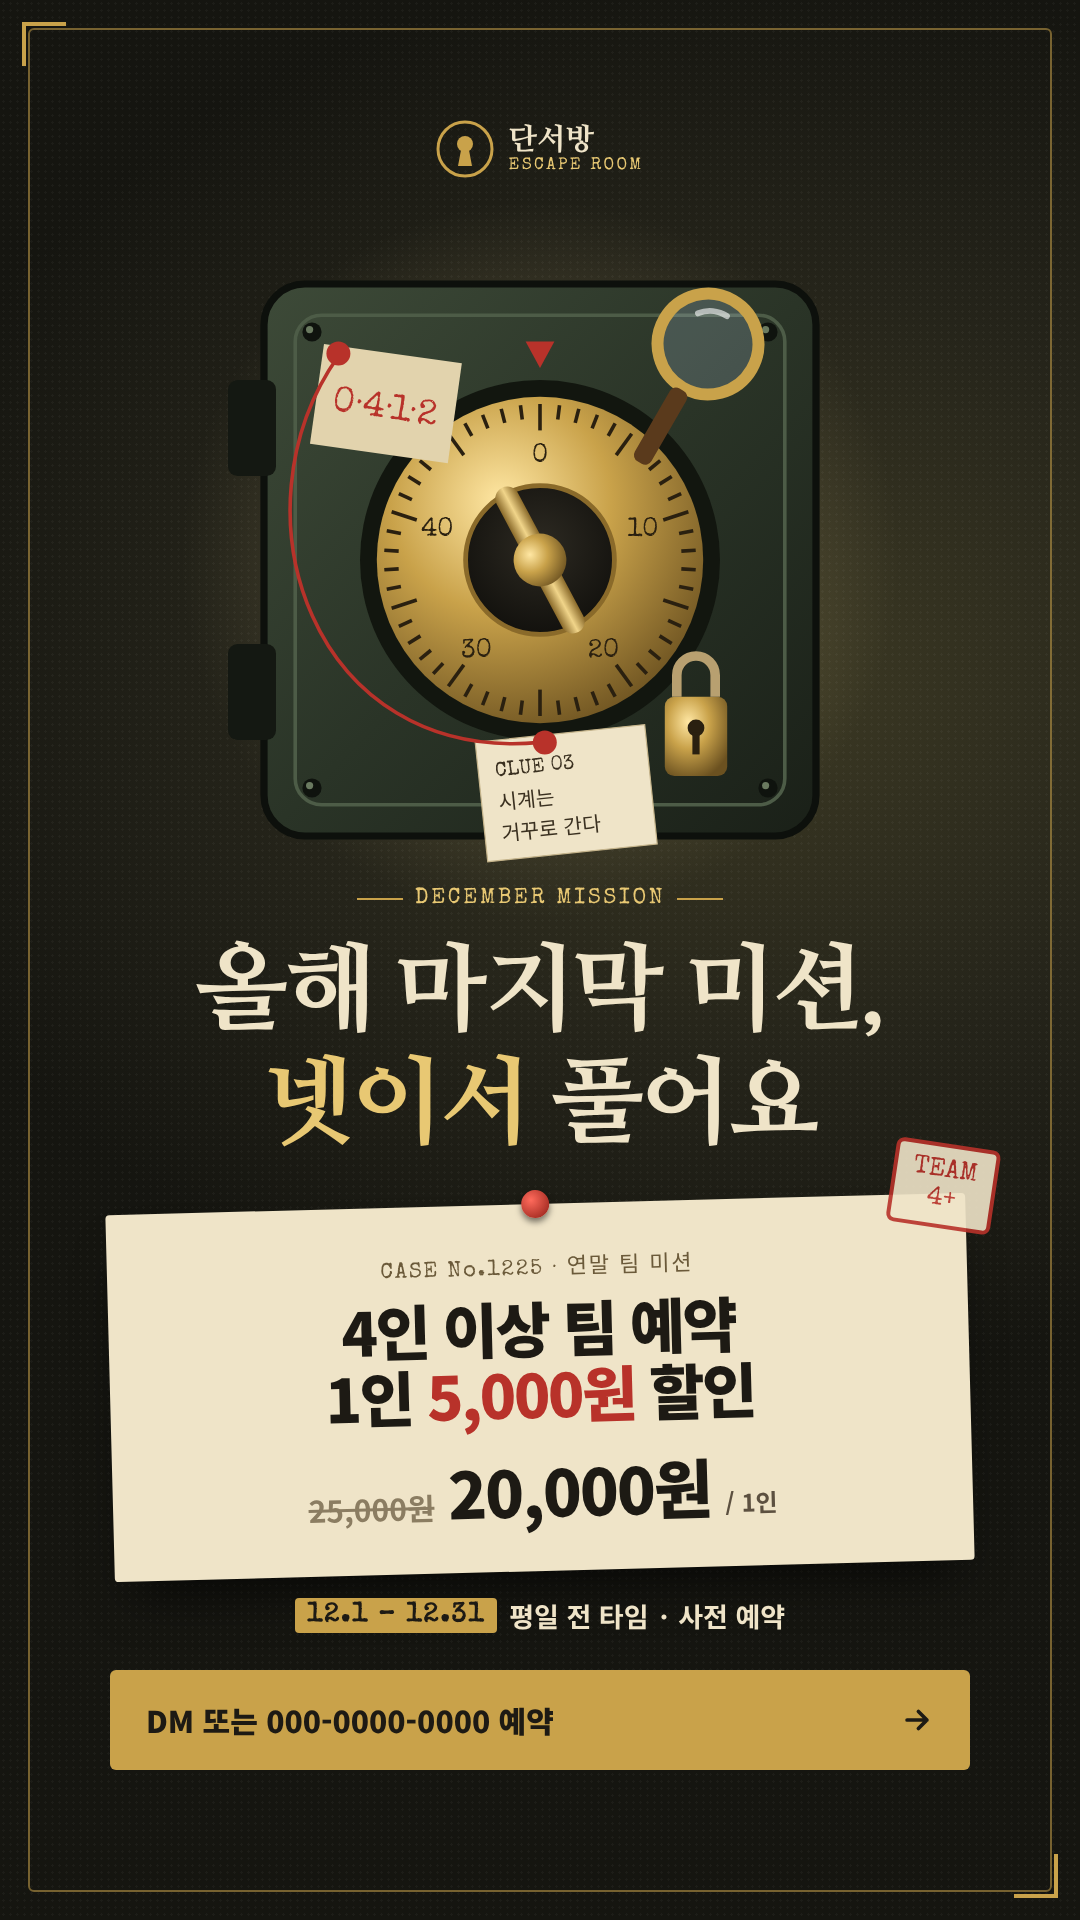 단서방
ESCAPE ROOM
0·4·1·2
0
10
20
30
40
CLUE 03
시계는
거꾸로 간다
DECEMBER MISSION
올해 마지막 미션,
넷이서 풀어요
TEAM
4+
CASE No.1225 · 연말 팀 미션
4인 이상 팀 예약
1인 5,000원 할인
25,000원 20,000원 / 1인
12.1 – 12.31 평일 전 타임 · 사전 예약
DM 또는 000-0000-0000 예약 →